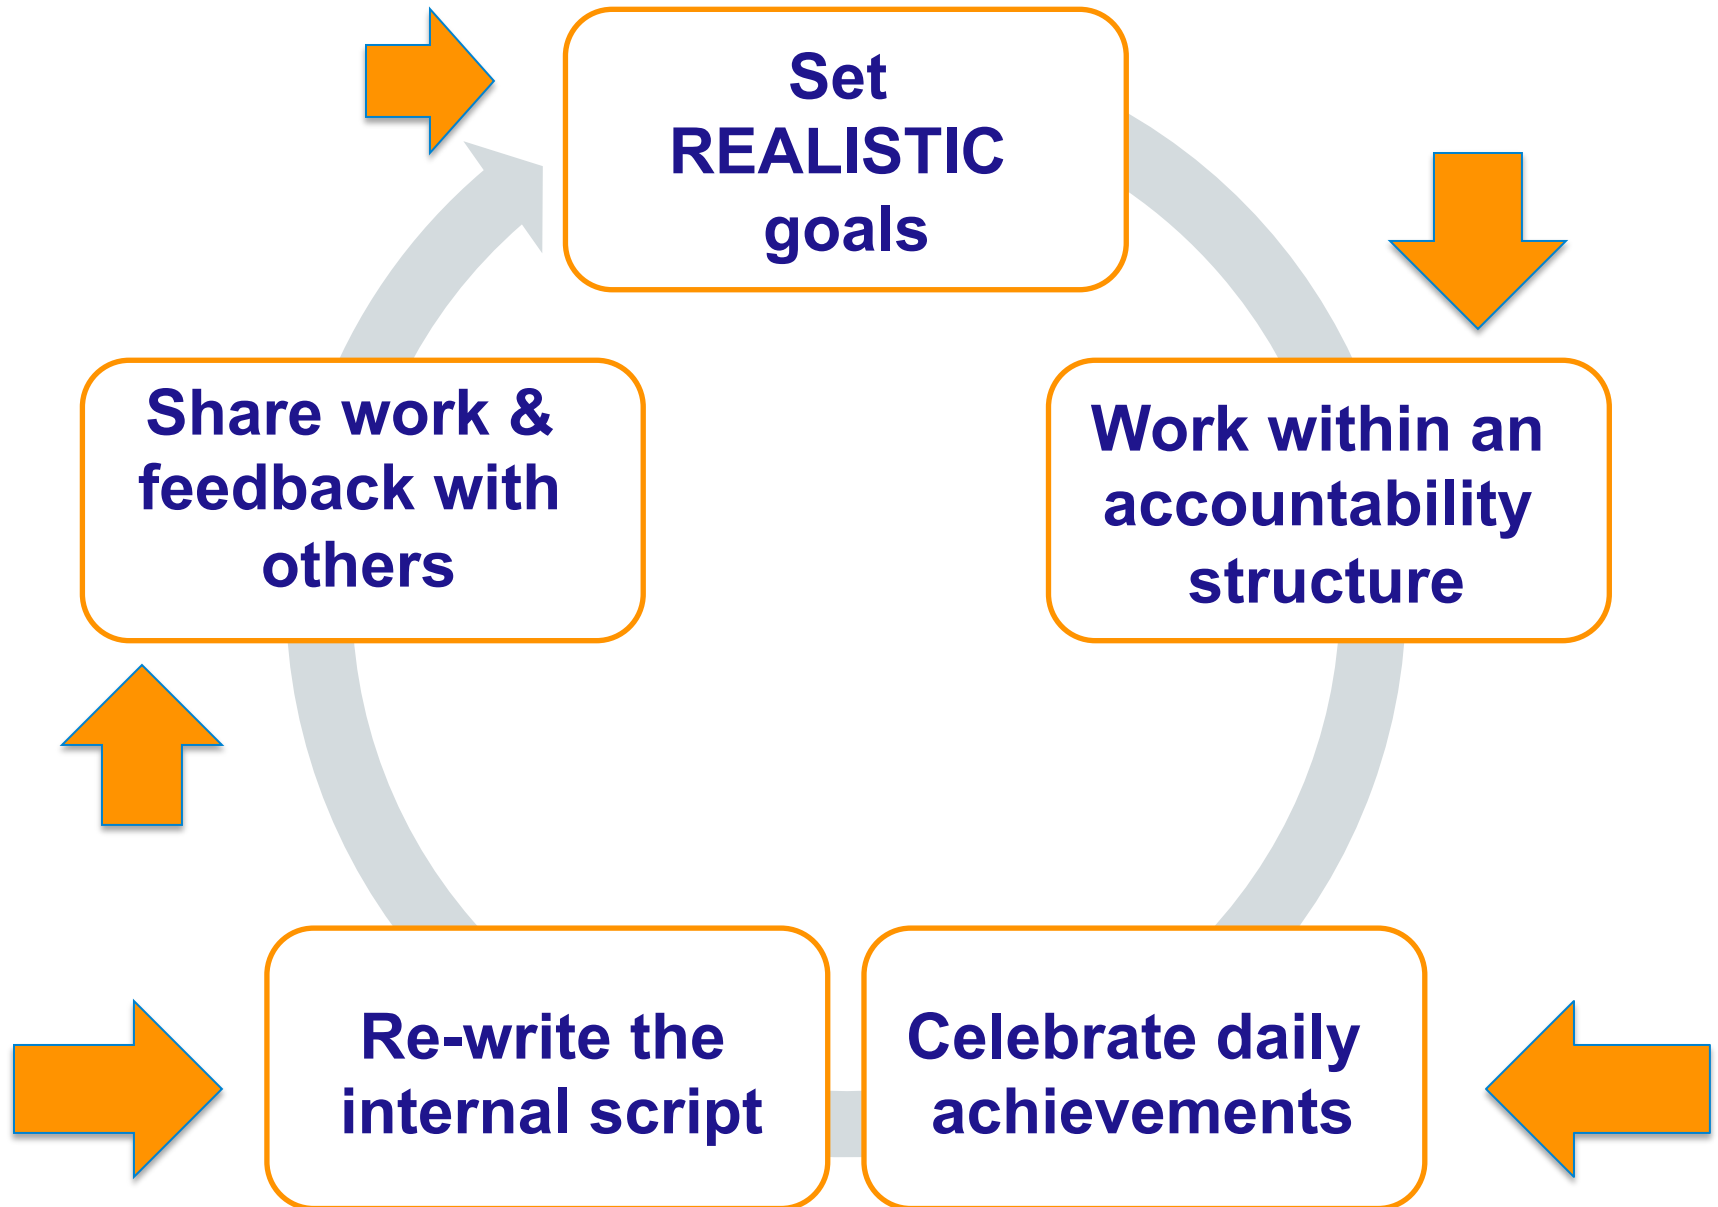 Set
REALISTIC
goals
Work within an
accountability
structure
Celebrate daily
achievements
Re-write the
internal script
Share work &
feedback with
others